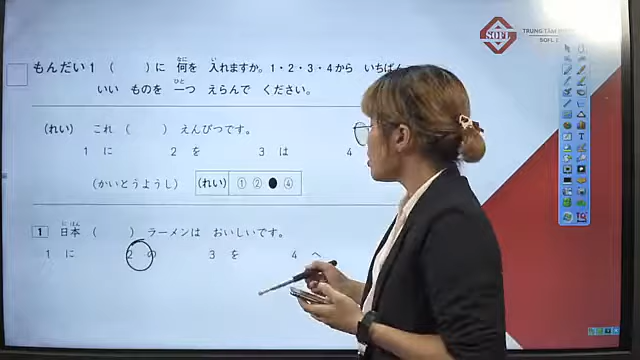 もんだい1 ( )に 何を 入れますか。1・2・3・4から いちばん
いい ものを 一つ えらんで ください。
(れい) これ ( ) えんぴつです。
1 に 2 を 3 は 4
(かいとうようし) (れい) ① ② ● ④
1 日本 ( ) ラーメンは おいしいです。
1 に 2 の 3 を 4 へ
SQFL
TRUNG TÂM
SQFL